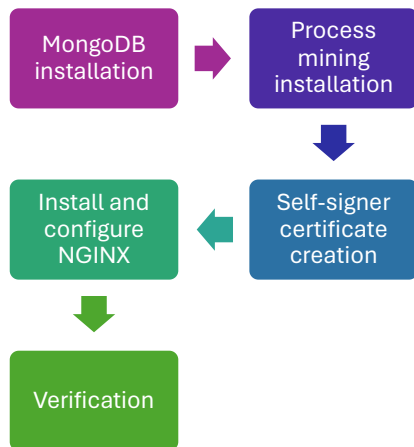 MongoDB
installation
Process
mining
installation
Self-signer
certificate
creation
Install and
configure
NGINX
Verification